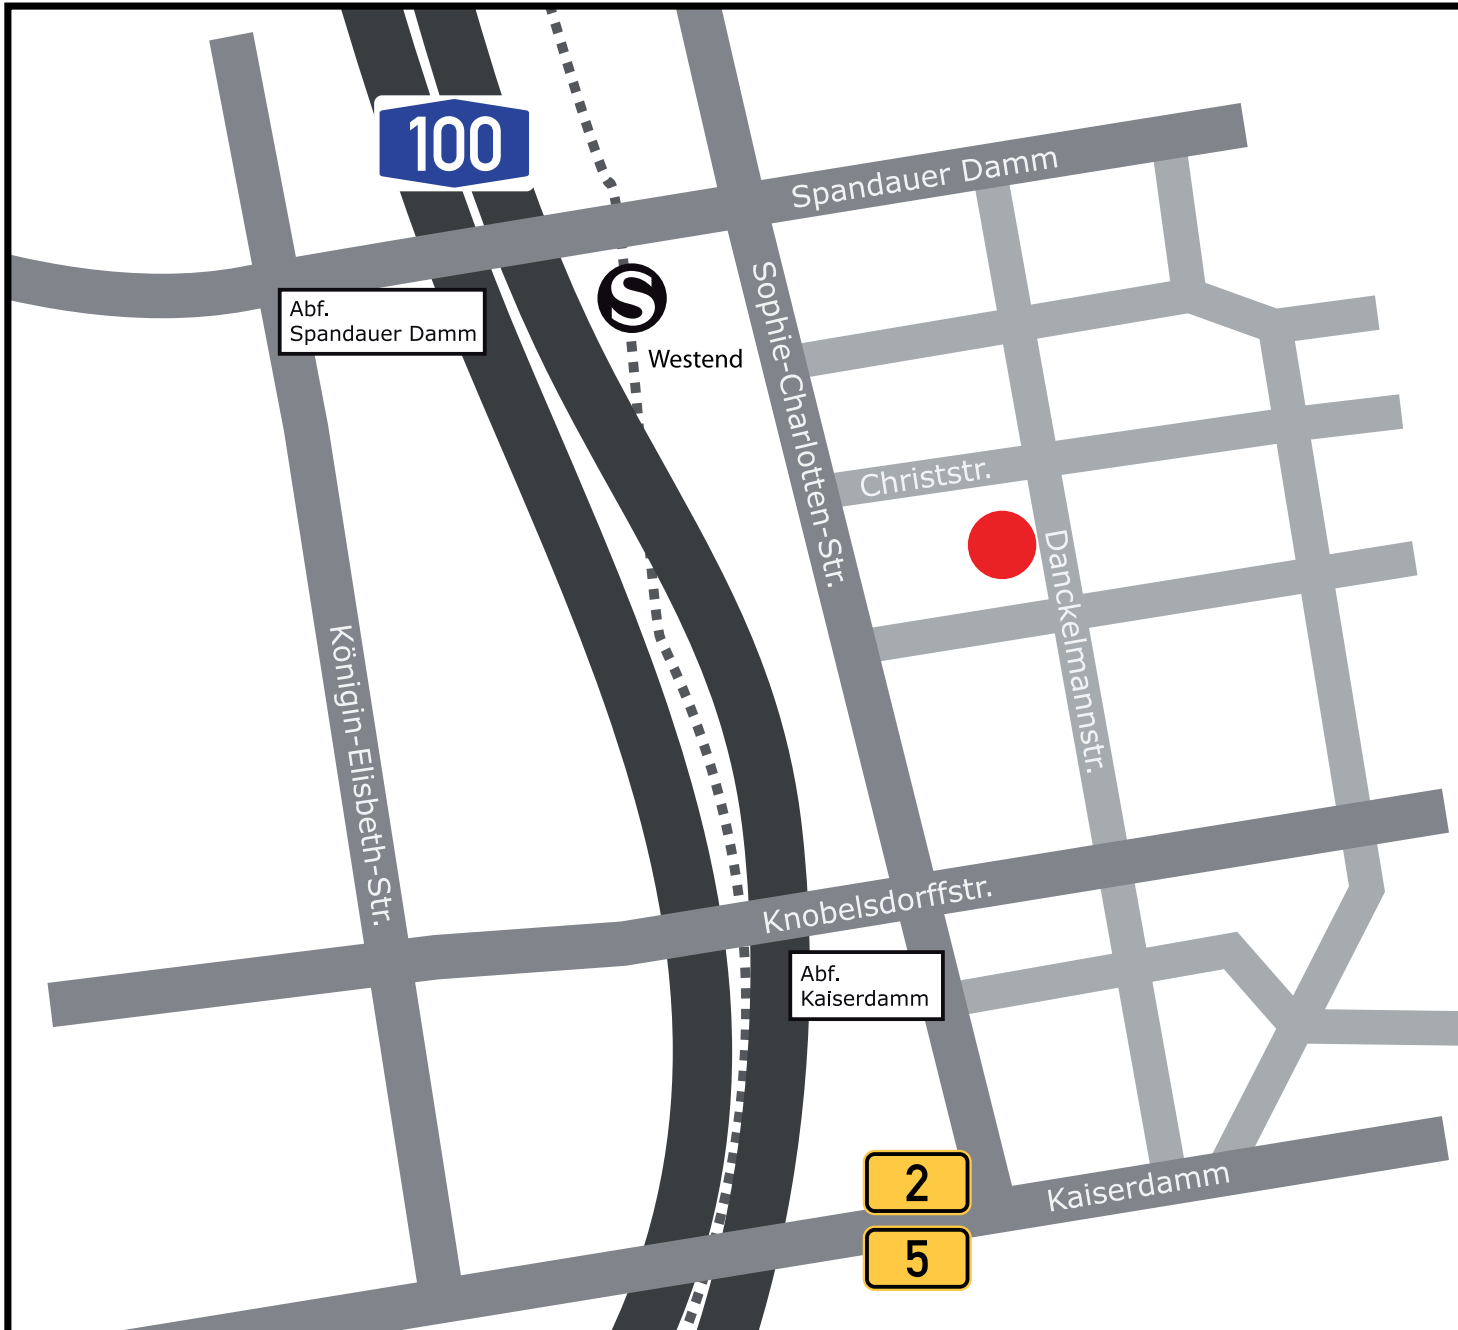 100
Spandauer Damm
Abf.
Spandauer Damm
S
Westend
Sophie-Charlotten-Str.
Christstr.
Danckelmannstr.
Königin-Elisbeth-Str.
Knobelsdorffstr.
Abf.
Kaiserdamm
2
Kaiserdamm
5